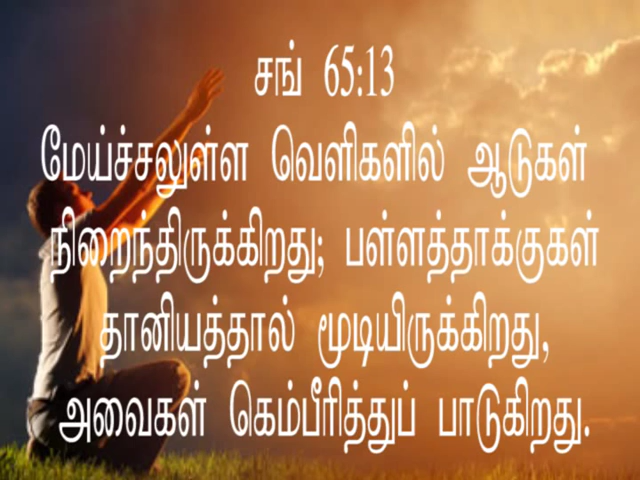 சங் 65:13
மேய்ச்சலுள்ள வெளிகளில் ஆடுகள்
நிறைந்திருக்கிறது; பள்ளத்தாக்குகள்
தானியத்தால் மூடியிருக்கிறது,
அவைகள் கெம்பீரித்துப் பாடுகிறது.